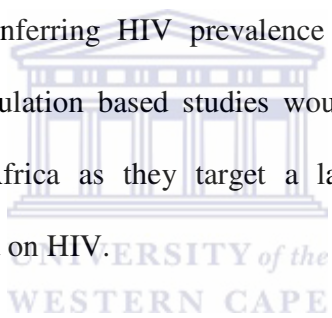 nferring HIV prevalence
ulation based studies wou
frica as they target a la
on HIV.
UNIVERSITY of the
WESTERN CAPE